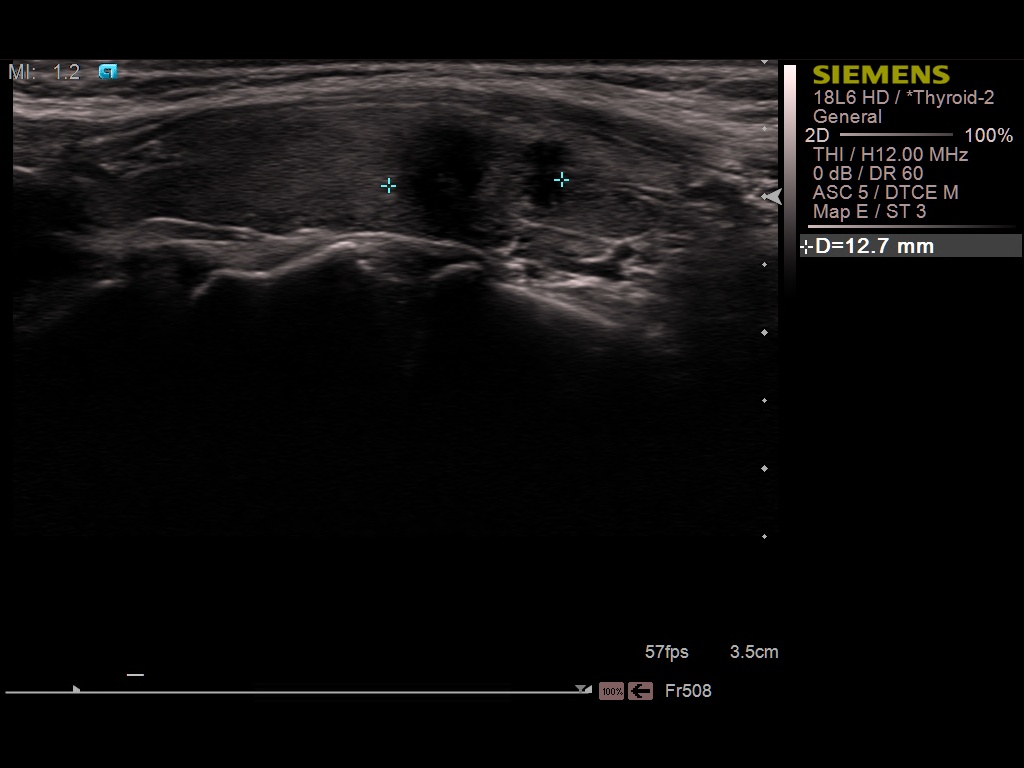 MI: 1.2
SIEMENS
18L6 HD / *Thyroid-2
General
2D 100%
THI / H12.00 MHz
0 dB / DR 60
ASC 5 / DTCE M
Map E / ST 3
D=12.7 mm
57fps 3.5cm
100% Fr508